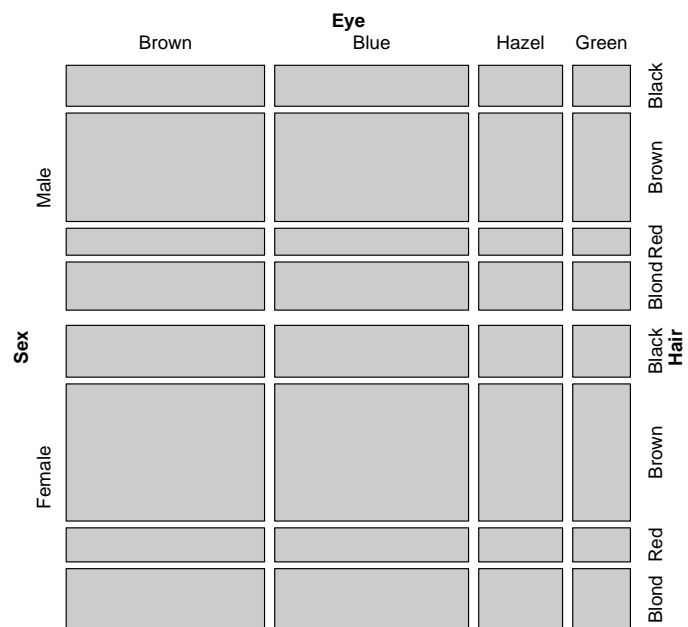 Eye
Brown Blue Hazel Green
Sex
Male
Female
Black
Brown
Red
Blond
Black
Brown
Red
Blond
Hair